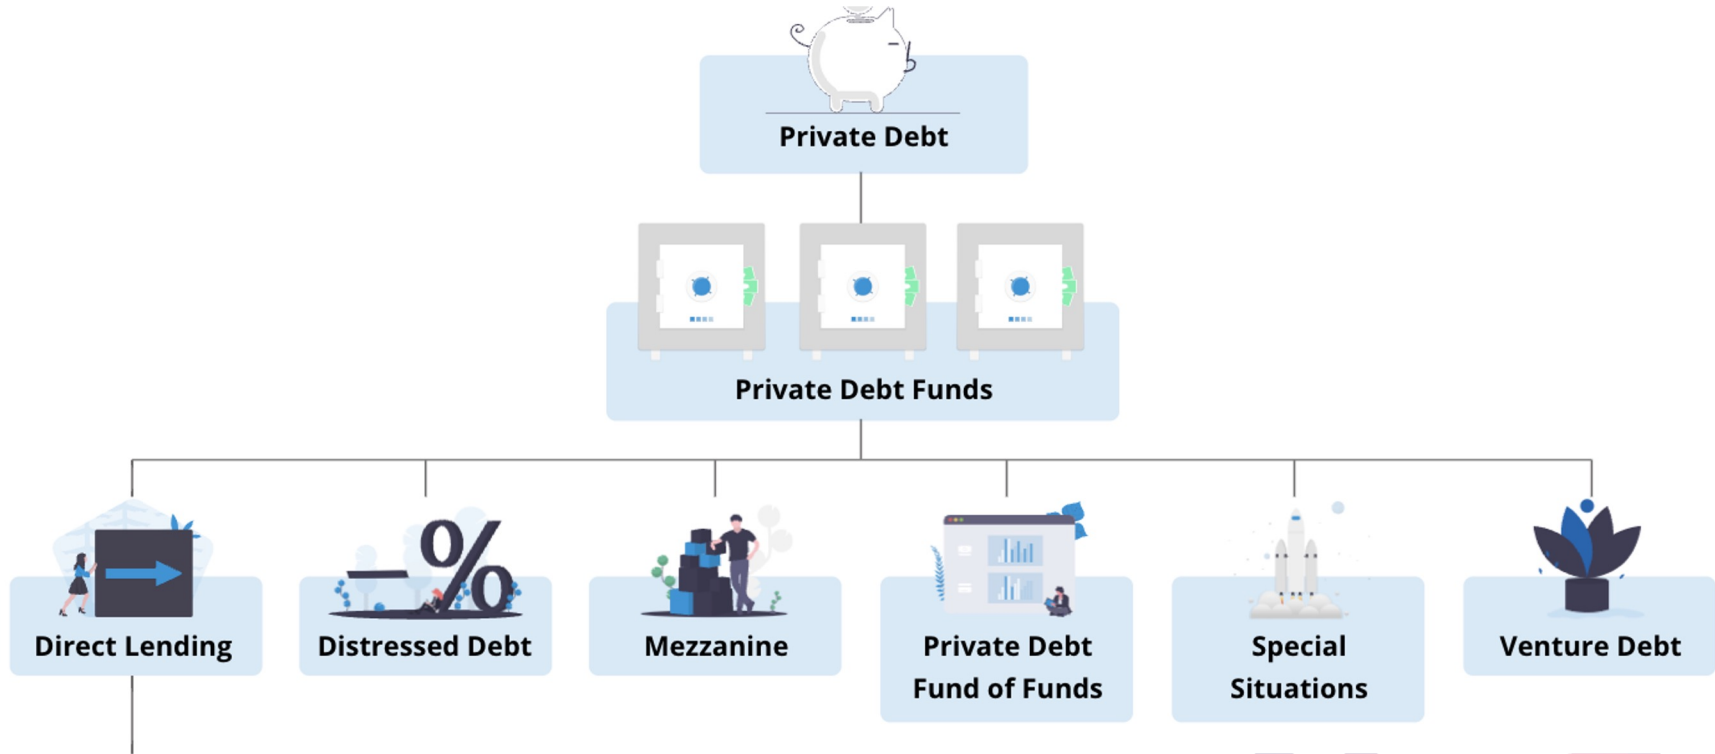 Private Debt
Private Debt Funds
Direct Lending
Distressed Debt
Mezzanine
Private Debt
Fund of Funds
Special
Situations
Venture Debt